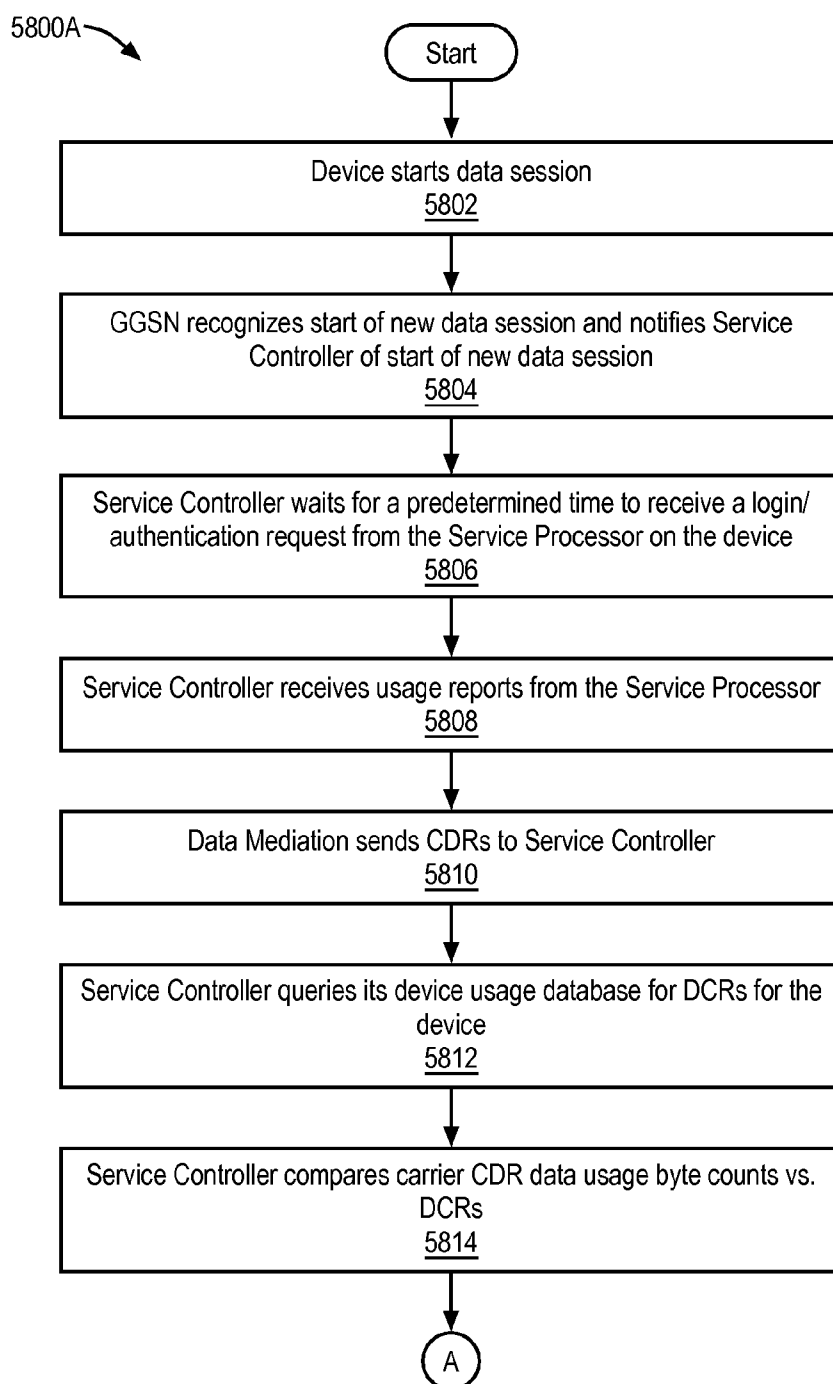 5800A
Start
Device starts data session
5802
GGSN recognizes start of new data session and notifies Service
Controller of start of new data session
5804
Service Controller waits for a predetermined time to receive a login/
authentication request from the Service Processor on the device
5806
Service Controller receives usage reports from the Service Processor
5808
Data Mediation sends CDRs to Service Controller
5810
Service Controller queries its device usage database for DCRs for the
device
5812
Service Controller compares carrier CDR data usage byte counts vs.
DCRs
5814
A